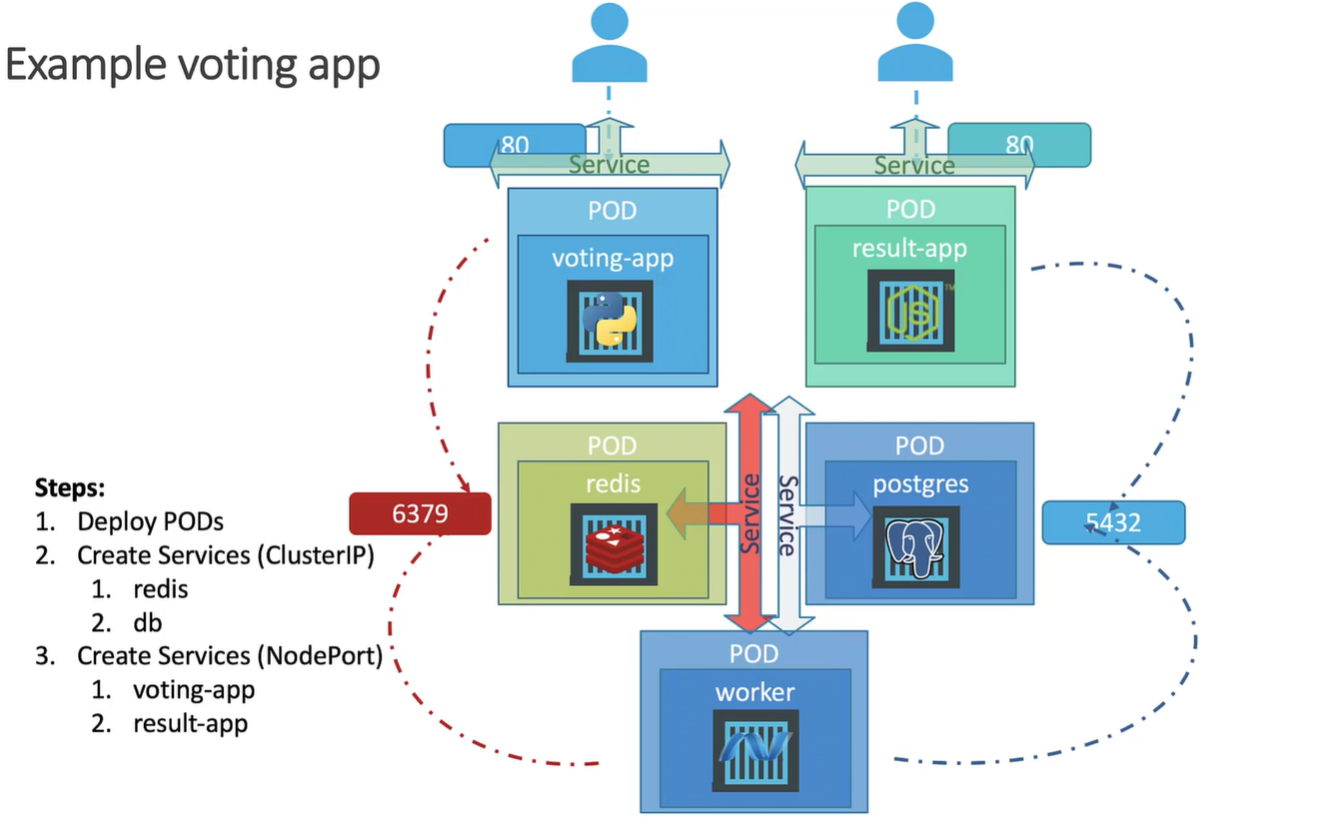 Example voting app
80
Service
80
Service
POD
voting-app
POD
result-app
JS
TM
POD
redis
POD
postgres
Service
Service
6379
5432
Steps:
1. Deploy PODs
2. Create Services (ClusterIP)
1. redis
2. db
3. Create Services (NodePort)
1. voting-app
2. result-app
POD
worker